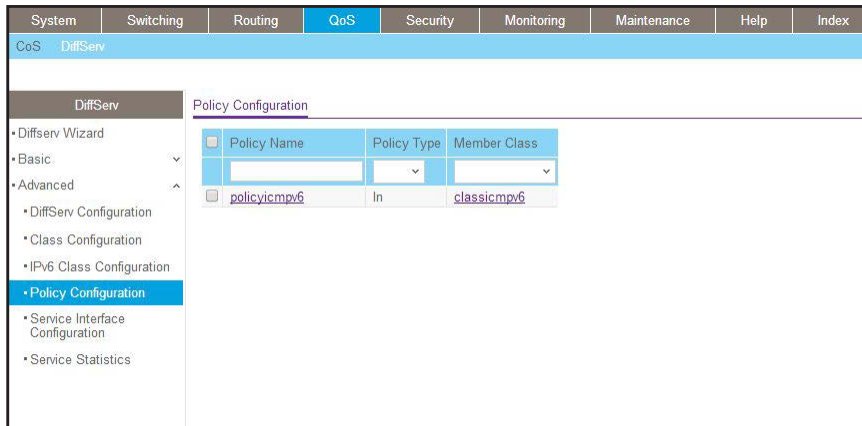 System Switching Routing QoS Security Monitoring Maintenance Help Index
CoS DiffServ
DiffServ
Policy Configuration
Diffserv Wizard
Basic
Advanced
DiffServ Configuration
Class Configuration
IPv6 Class Configuration
Policy Configuration
Service Interface
Configuration
Service Statistics
Policy Name Policy Type Member Class
policyicmpv6 In classicmpv6